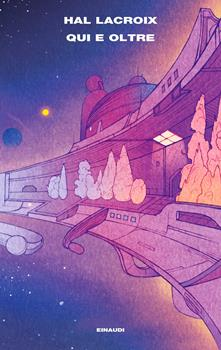 HAL LACROIX
QUI E OLTRE
EINAUDI